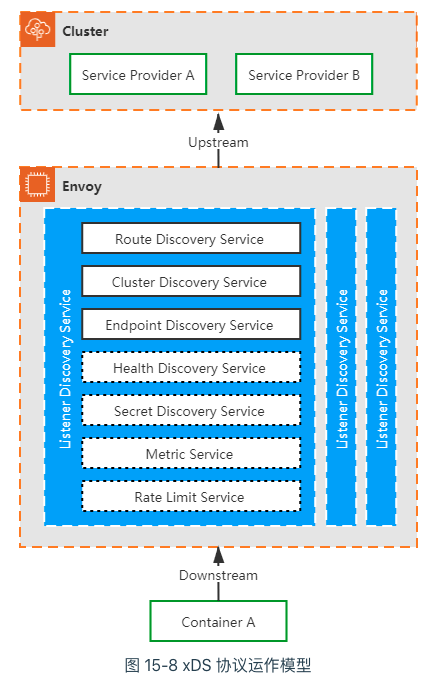 Cluster
Service Provider A
Service Provider B
Upstream
Envoy
Listener Discovery Service
Route Discovery Service
Cluster Discovery Service
Endpoint Discovery Service
Health Discovery Service
Secret Discovery Service
Metric Service
Rate Limit Service
Listener Discovery Service
Listener Discovery Service
Downstream
Container A
图 15-8 xDS 协议运作模型